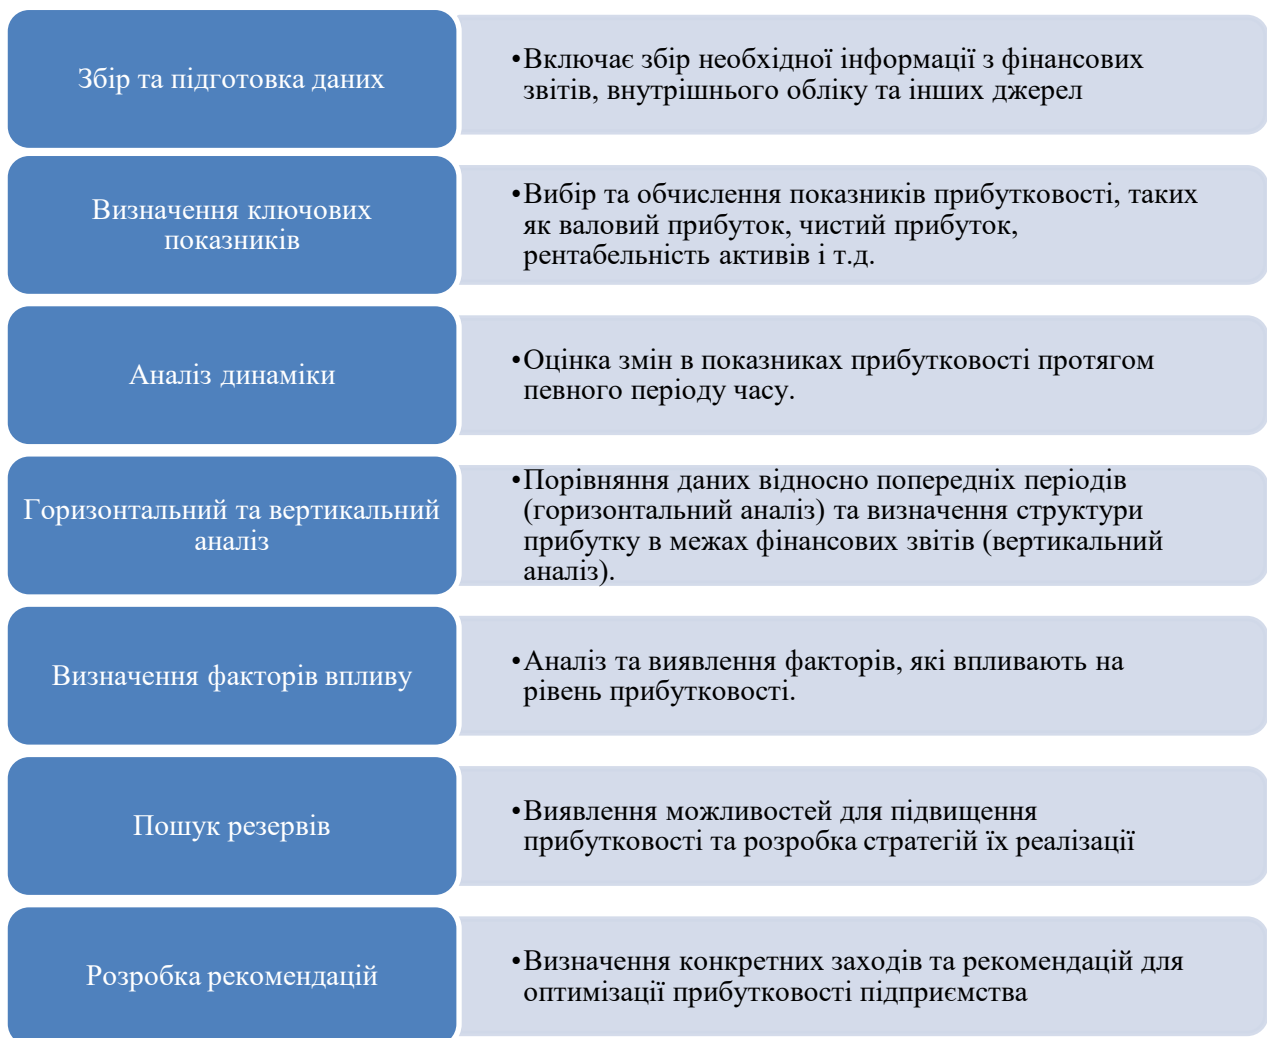 Збір та підготовка даних
•Включає збір необхідної інформації з фінансових
звітів, внутрішнього обліку та інших джерел
Визначення ключових
показників
•Вибір та обчислення показників прибутковості, таких
як валовий прибуток, чистий прибуток,
рентабельність активів і т.д.
Аналіз динаміки
•Оцінка змін в показниках прибутковості протягом
певного періоду часу.
Горизонтальний та вертикальний
аналіз
•Порівняння даних відносно попередніх періодів
(горизонтальний аналіз) та визначення структури
прибутку в межах фінансових звітів (вертикальний
аналіз).
Визначення факторів впливу
•Аналіз та виявлення факторів, які впливають на
рівень прибутковості.
Пошук резервів
•Виявлення можливостей для підвищення
прибутковості та розробка стратегій їх реалізації
Розробка рекомендацій
•Визначення конкретних заходів та рекомендацій для
оптимізації прибутковості підприємства